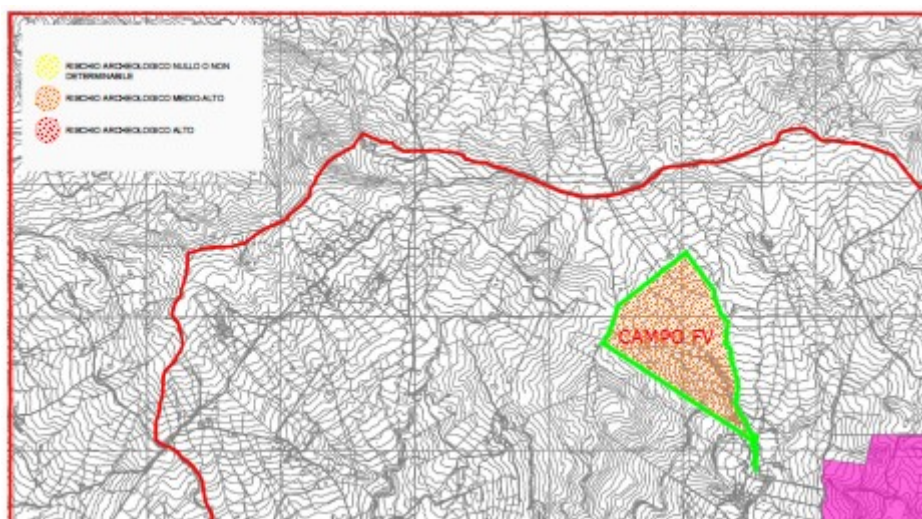 RISCHIO ARCHEOLOGICO NULLO O NON
DETERMINABILE
RISCHIO ARCHEOLOGICO MEDIO ALTO
RISCHIO ARCHEOLOGICO ALTO
CAMPO FV